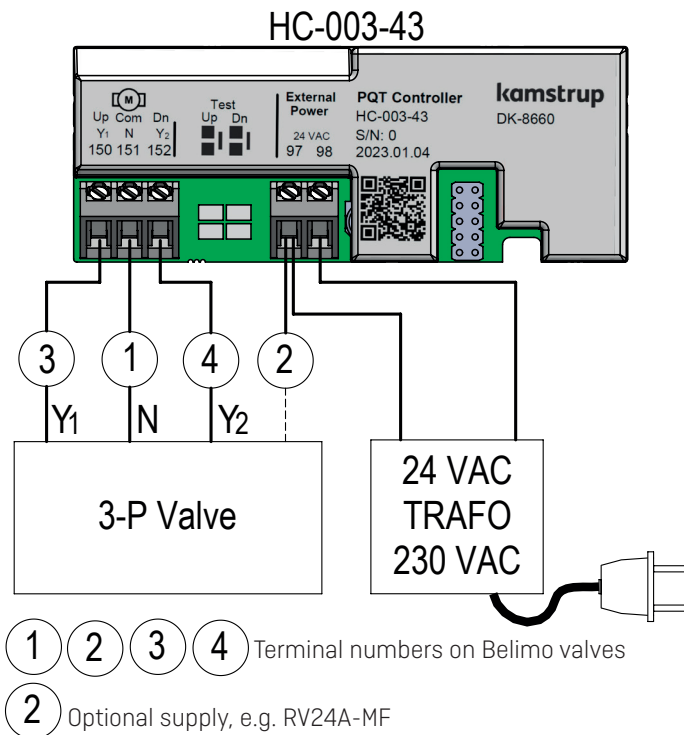 HC-003-43
M
Up Com Dn
Y1 N Y2
150 151 152
Test
Up Dn
External
Power
24 VAC
97 98
PQT Controller
HC-003-43
S/N: 0
2023.01.04
kamstrup
DK-8660
3 1 4 2
Y1 N Y2
3-P Valve
24 VAC
TRAFO
230 VAC
1 2 3 4 Terminal numbers on Belimo valves
2 Optional supply, e.g. RV24A-MF